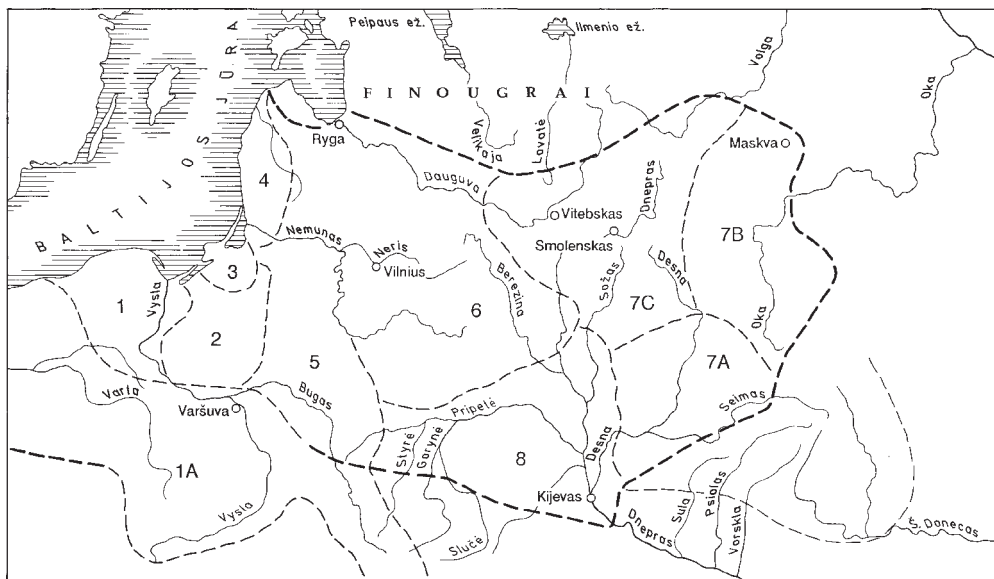 Peipaus ež.
Ilmenio ež.
BALTIJOS JŪRA
FINOUGRAI
Volga
Oka
Maskva
Ryga
Velikaja
Lovatė
Dauguva
Vitebskas
Dnepras
Smolenskas
4
7B
Nemunas
Neris
Vilnius
Berezina
Sožas
Desna
3
1
Vysla
2
6
7C
Oka
5
7A
Varta
Varšuva
Bugas
Pripetė
Seimas
Styrė
Gorynė
8
Desna
1A
Kijevas
Sula
Psiolas
Vorskla
Vysla
Slučė
Dnepras
Š. Donecas